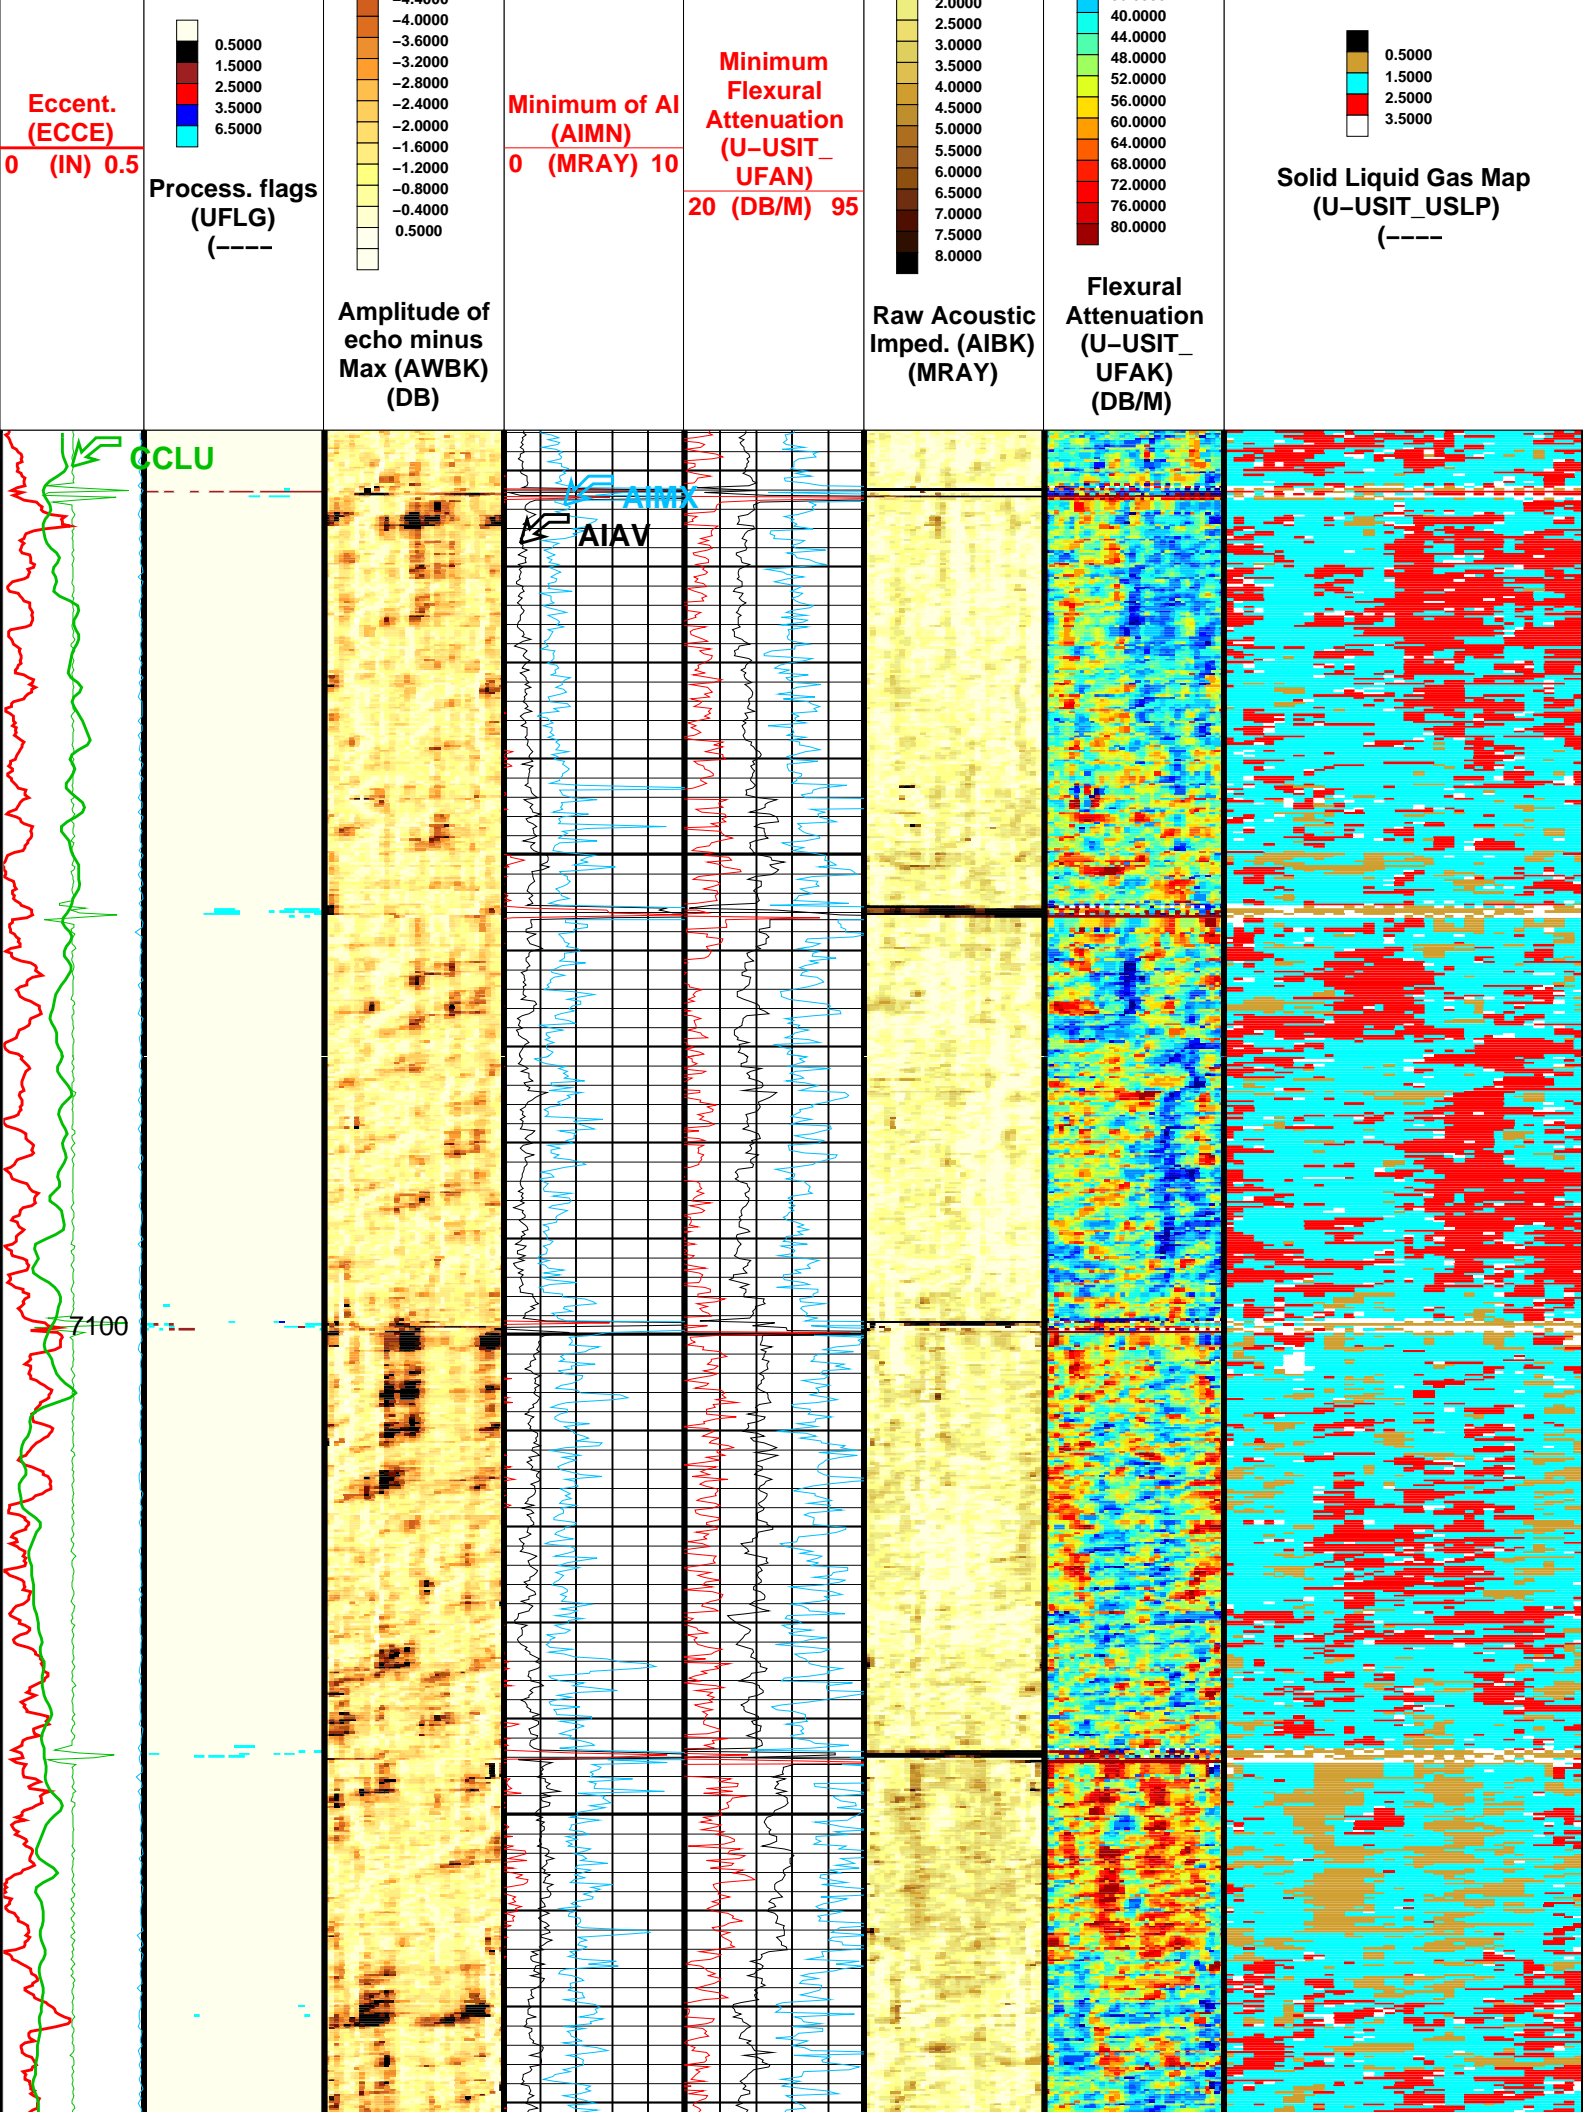 Eccent.
(ECCE)
0 (IN) 0.5
0.5000
1.5000
2.5000
3.5000
6.5000
Process. flags
(UFLG)
(----
-4.0000
-3.6000
-3.2000
-2.8000
-2.4000
-2.0000
-1.6000
-1.2000
-0.8000
-0.4000
0.5000
Amplitude of
echo minus
Max (AWBK)
(DB)
Minimum of AI
(AIMN)
0 (MRAY) 10
Minimum
Flexural
Attenuation
(U-USIT_
UFAN)
20 (DB/M) 95
2.0000
2.5000
3.0000
3.5000
4.0000
4.5000
5.0000
5.5000
6.0000
6.5000
7.0000
7.5000
8.0000
Raw Acoustic
Imped. (AIBK)
(MRAY)
40.0000
44.0000
48.0000
52.0000
56.0000
60.0000
64.0000
68.0000
72.0000
76.0000
80.0000
Flexural
Attenuation
(U-USIT_
UFAK)
(DB/M)
0.5000
1.5000
2.5000
3.5000
Solid Liquid Gas Map
(U-USIT_USLP)
(----
CCLU
AIMX
AIAV
7100